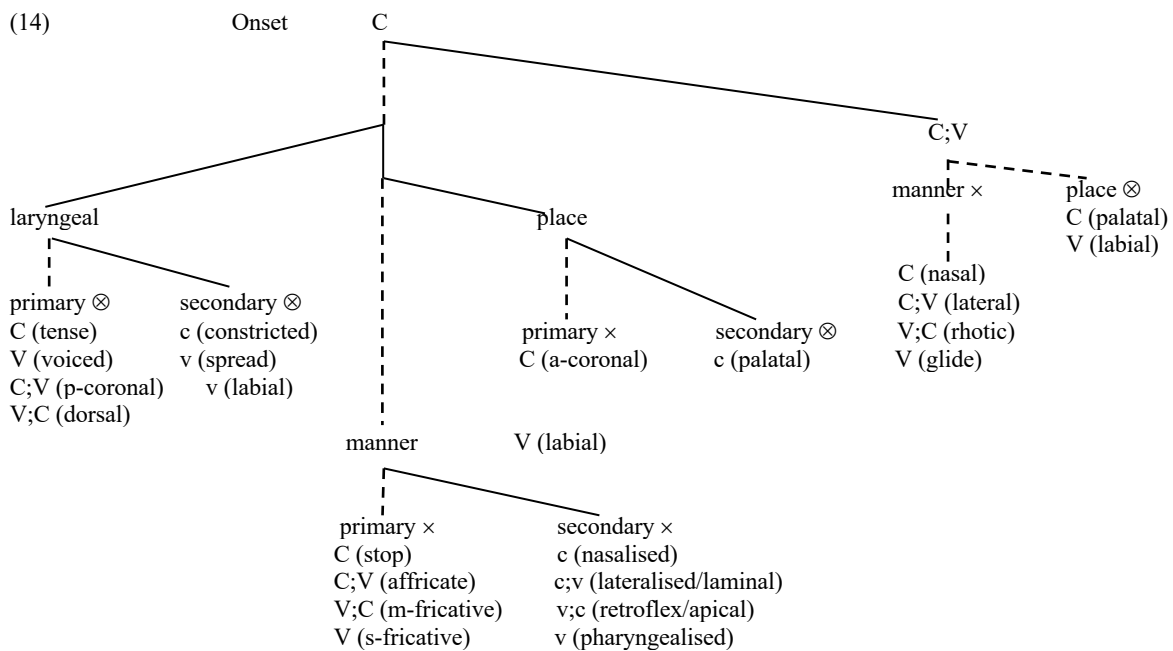 (14) Onset C
C;V
manner × place ⊗
laryngeal place C (palatal)
V (labial)
C (nasal)
primary ⊗ secondary ⊗ C;V (lateral)
C (tense) c (constricted) primary × secondary ⊗ V;C (rhotic)
V (voiced) v (spread) C (a-coronal) c (palatal) V (glide)
C;V (p-coronal) v (labial)
V;C (dorsal)
manner V (labial)
primary × secondary ×
C (stop) c (nasalised)
C;V (affricate) c;v (lateralised/laminal)
V;C (m-fricative) v;c (retroflex/apical)
V (s-fricative) v (pharyngealised)